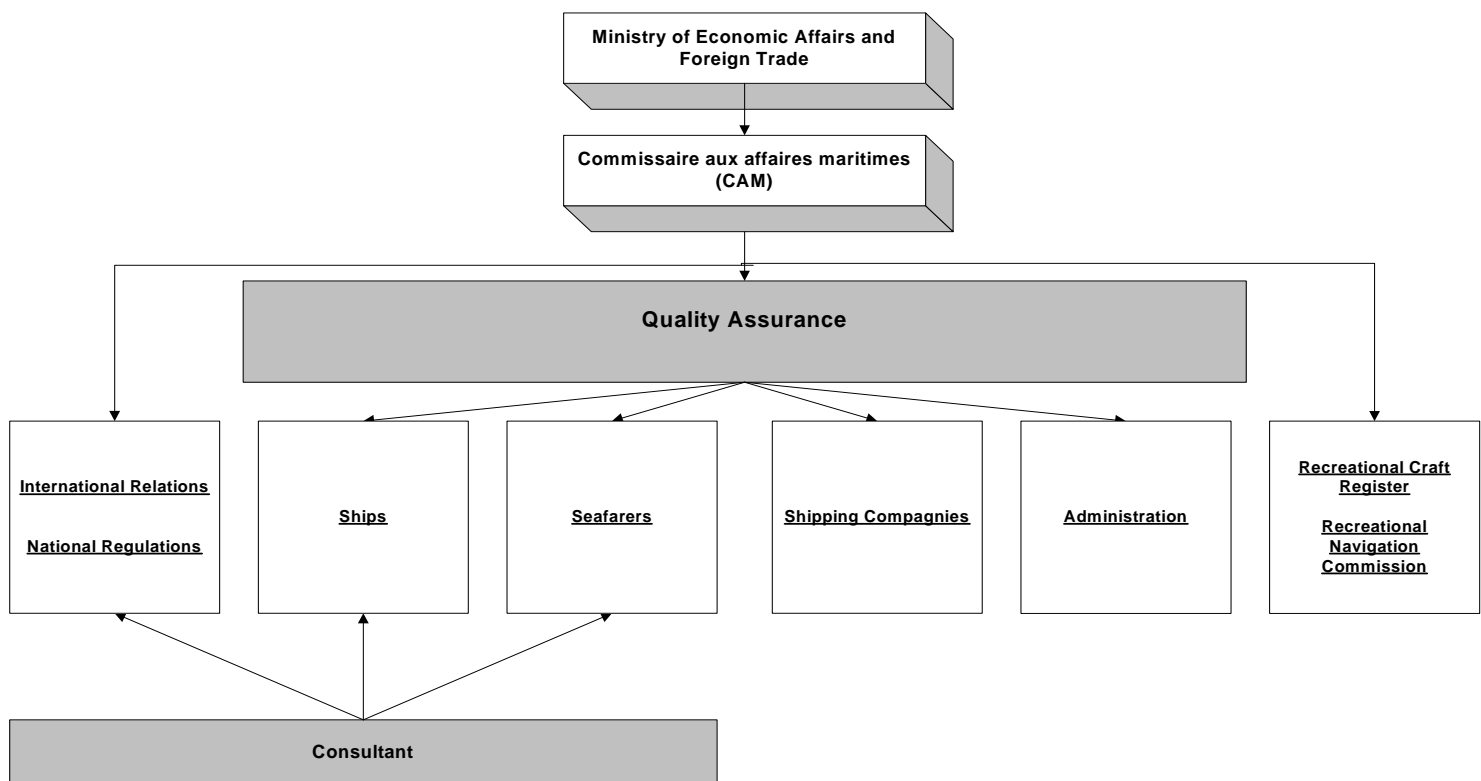 Ministry of Economic Affairs and
Foreign Trade
Commissaire aux affaires maritimes
(CAM)
Quality Assurance
International Relations
National Regulations
Ships
Seafarers
Shipping Compagnies
Administration
Recreational Craft
Register
Recreational
Navigation
Commission
Consultant